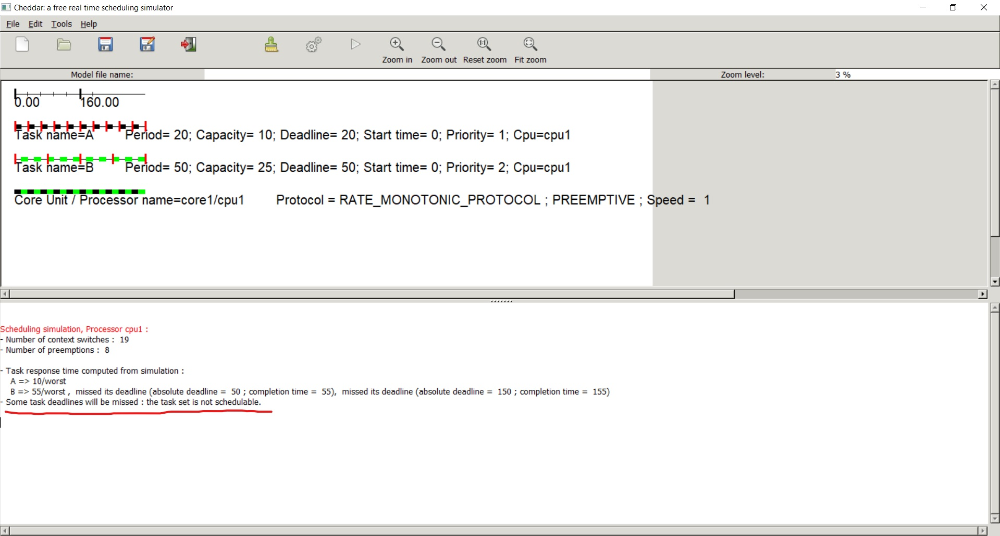 Cheddar: a free real time scheduling simulator
File Edit Tools Help
Zoom in Zoom out Reset zoom Fit zoom
Model file name: Zoom level: 3 %
0.00 160.00
Task name=A Period= 20; Capacity= 10; Deadline= 20; Start time= 0; Priority= 1; Cpu=cpu1
Task name=B Period= 50; Capacity= 25; Deadline= 50; Start time= 0; Priority= 2; Cpu=cpu1
Core Unit / Processor name=core1/cpu1 Protocol = RATE_MONOTONIC_PROTOCOL ; PREEMPTIVE ; Speed = 1
Scheduling simulation, Processor cpu1 :
- Number of context switches : 19
- Number of preemptions : 8
- Task response time computed from simulation :
A => 10/worst
B => 55/worst , missed its deadline (absolute deadline = 50 ; completion time = 55), missed its deadline (absolute deadline = 150 ; completion time = 155)
- Some task deadlines will be missed : the task set is not schedulable.